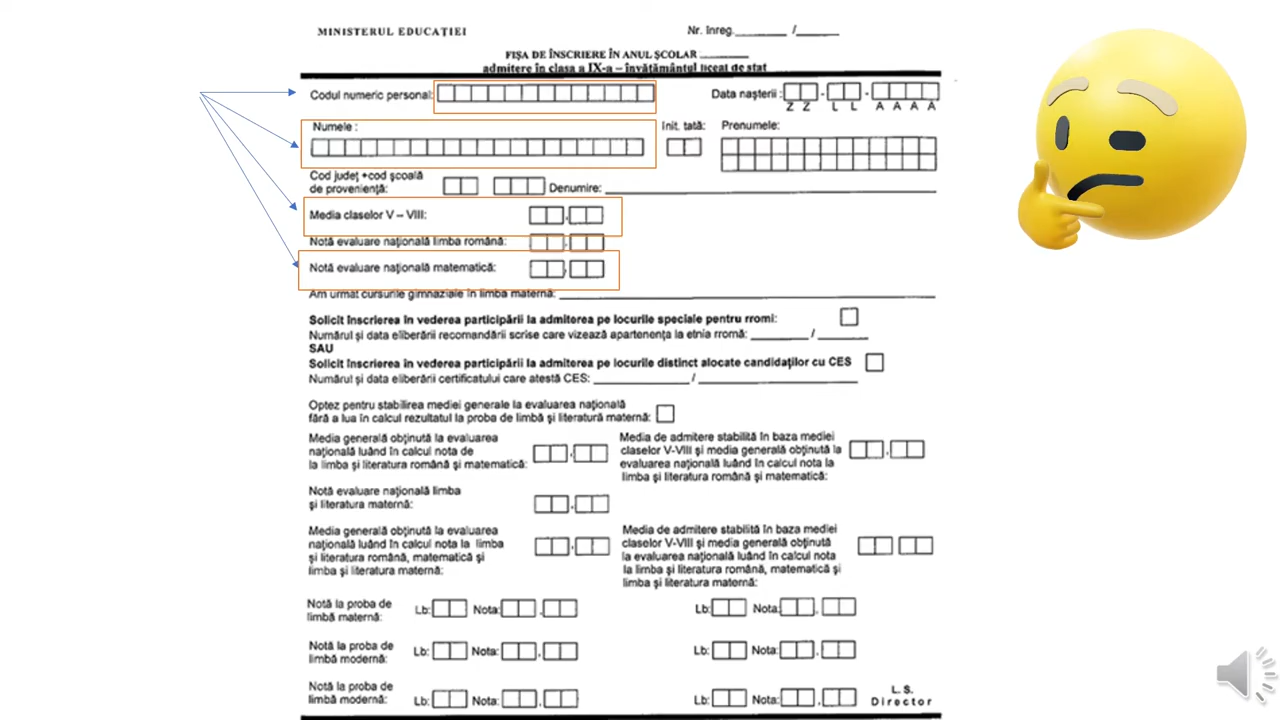 MINISTERUL EDUCAȚIEI
Nr. înreg._______ /______
FIȘA DE ÎNSCRIERE ÎN ANUL ȘCOLAR ________
admitere în clasa a IX-a – învățământul liceal de stat
Codul numeric personal:
Data nașterii :
Z Z L L A A A A
Numele :
Init. tată:
Prenumele:
Cod județ +cod școală
de proveniență:
Denumire:
Media claselor V – VIII:
Notă evaluare națională limba română:
Notă evaluare națională matematică:
Am urmat cursurile gimnaziale în limba maternă:
Solicit înscrierea în vederea participării la admiterea pe locurile speciale pentru rromi:
Numărul și data eliberării recomandării scrise care vizează apartenența la etnia rromă: ________ / _______
SAU
Solicit înscrierea în vederea participării la admiterea pe locurile distinct alocate candidaților cu CES
Numărul și data eliberării certificatului care atestă CES: ____________ / ____________________
Optez pentru stabilirea mediei generale la evaluarea națională
fără a lua în calcul rezultatul la proba de limbă și literatură maternă:
Media generală obținută la evaluarea
națională luând în calcul nota de
la limba și literatura română și matematică:
Media de admitere stabilită în baza mediei
claselor V-VIII și media generală obținută la
evaluarea națională luând în calcul nota la
limba și literatura română și matematică:
Notă evaluare națională limba
și literatura maternă:
Media generală obținută la evaluarea
națională luând în calcul nota la limba
și literatura română, matematică și
limba și literatura maternă:
Media de admitere stabilită în baza mediei
claselor V-VIII și media generală obținută
la evaluarea națională luând în calcul nota
la limba și literatura română, matematică și
limba și literatura maternă:
Notă la proba de
limbă maternă:
Lb: Nota:
Lb: Nota:
Notă la proba de
limbă modernă:
Lb: Nota:
Lb: Nota:
Notă la proba de
limbă modernă:
Lb: Nota:
Lb: Nota:
L. S.
Director